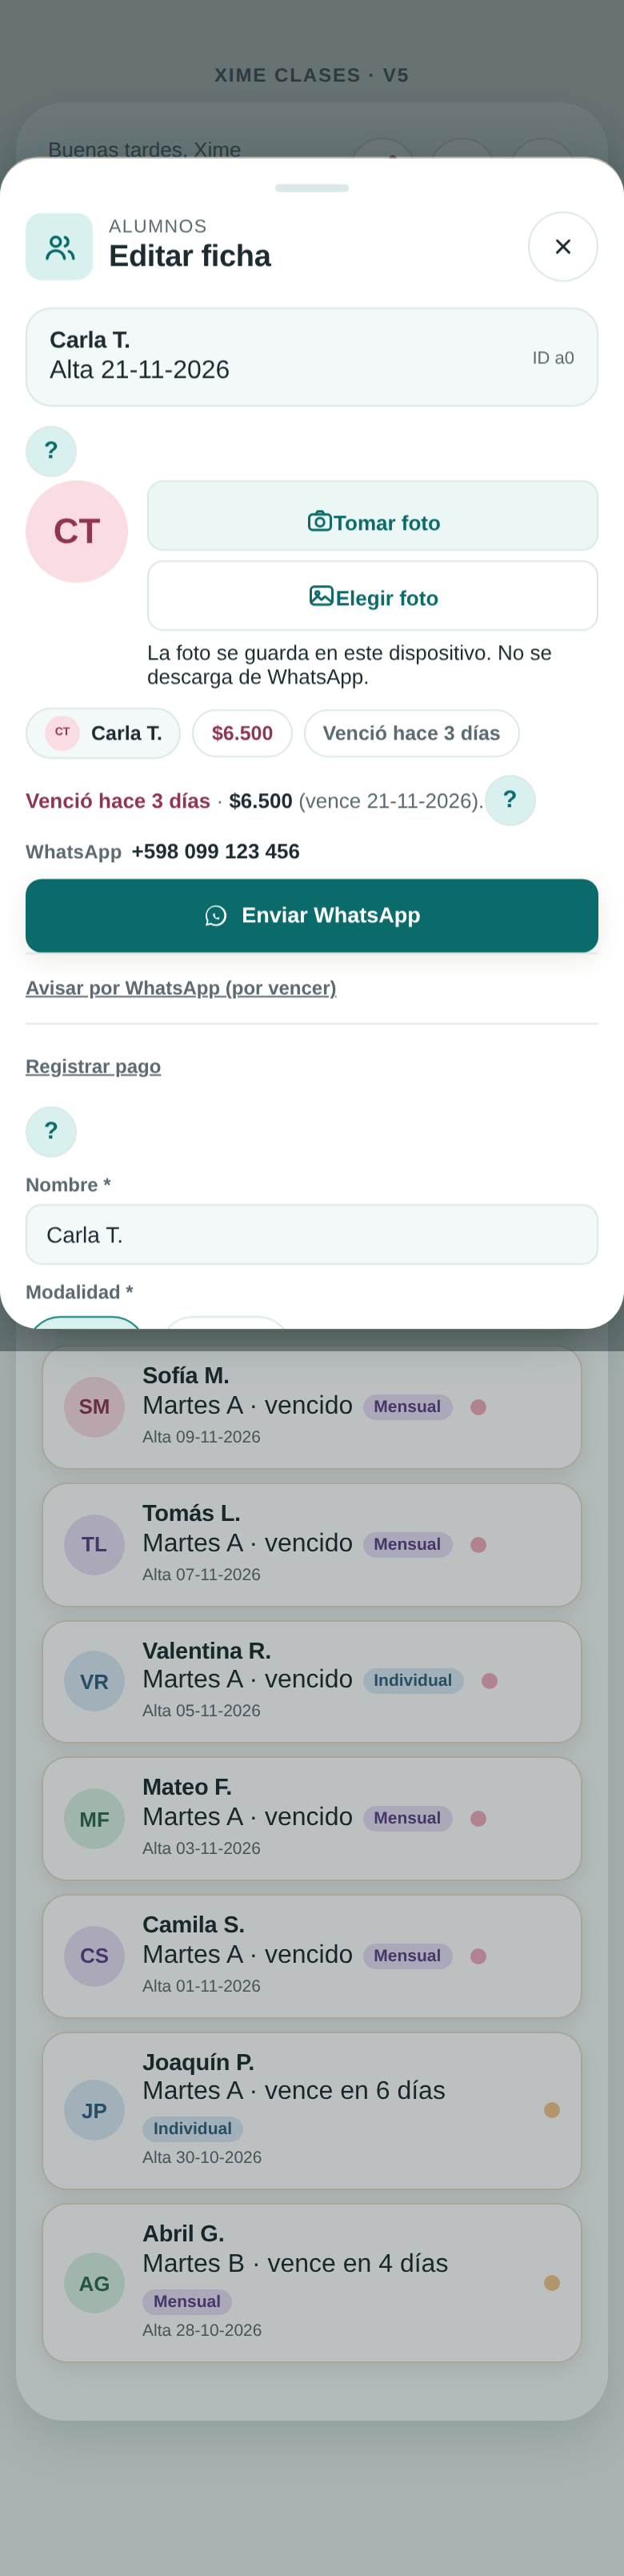 XIME CLASES · V5
Buenas tardes, Xime
ALUMNOS
Editar ficha
Carla T.
Alta 21-11-2026
ID a0
?
CT
Tomar foto
Elegir foto
La foto se guarda en este dispositivo. No se
descarga de WhatsApp.
CT Carla T. $6.500 Venció hace 3 días
Venció hace 3 días · $6.500 (vence 21-11-2026). ?
WhatsApp +598 099 123 456
Enviar WhatsApp
Avisar por WhatsApp (por vencer)
Registrar pago
?
Nombre *
Carla T.
Modalidad *
SM
Sofía M.
Martes A · vencido Mensual
Alta 09-11-2026
TL
Tomás L.
Martes A · vencido Mensual
Alta 07-11-2026
VR
Valentina R.
Martes A · vencido Individual
Alta 05-11-2026
MF
Mateo F.
Martes A · vencido Mensual
Alta 03-11-2026
CS
Camila S.
Martes A · vencido Mensual
Alta 01-11-2026
JP
Joaquín P.
Martes A · vence en 6 días
Individual
Alta 30-10-2026
AG
Abril G.
Martes B · vence en 4 días
Mensual
Alta 28-10-2026